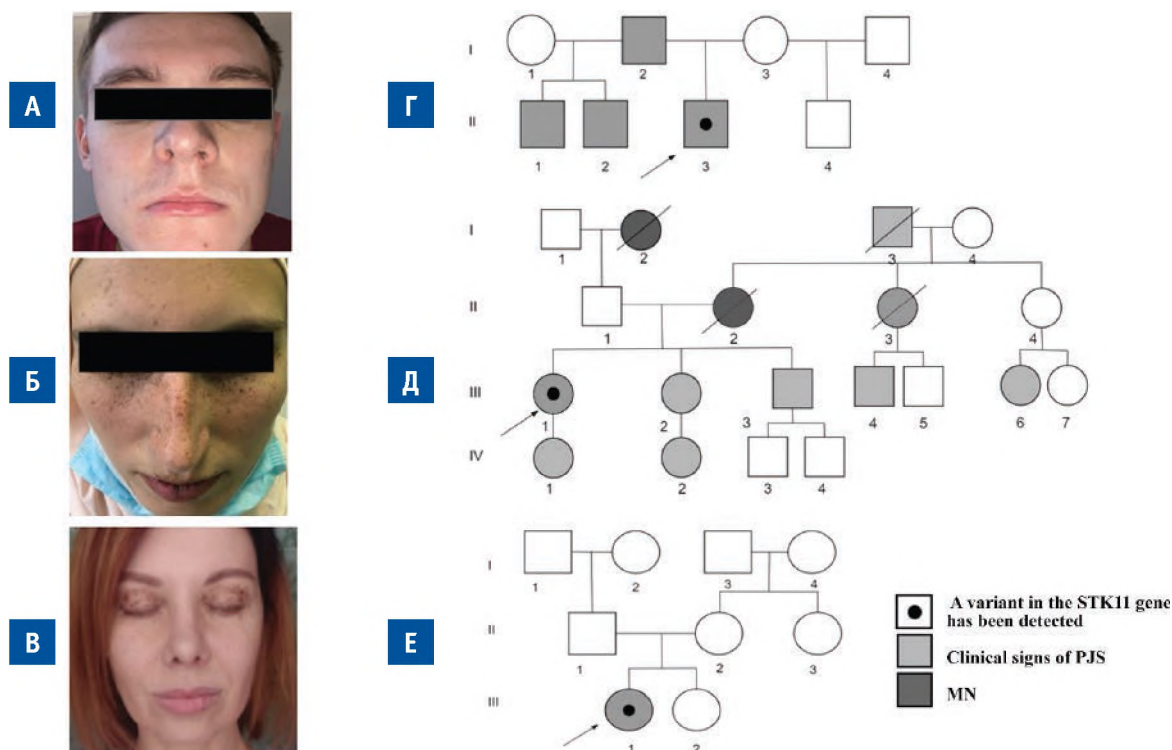 А
Б
В
Г
I
1
2
3
4
II
1
2
3
4
Д
I
1
2
3
4
II
1
2
3
4
III
1
2
3
4
5
6
7
IV
1
2
3
4
Е
I
1
2
3
4
II
1
2
3
III
1
2
A variant in the STK11 gene
has been detected
Clinical signs of PJS
MN